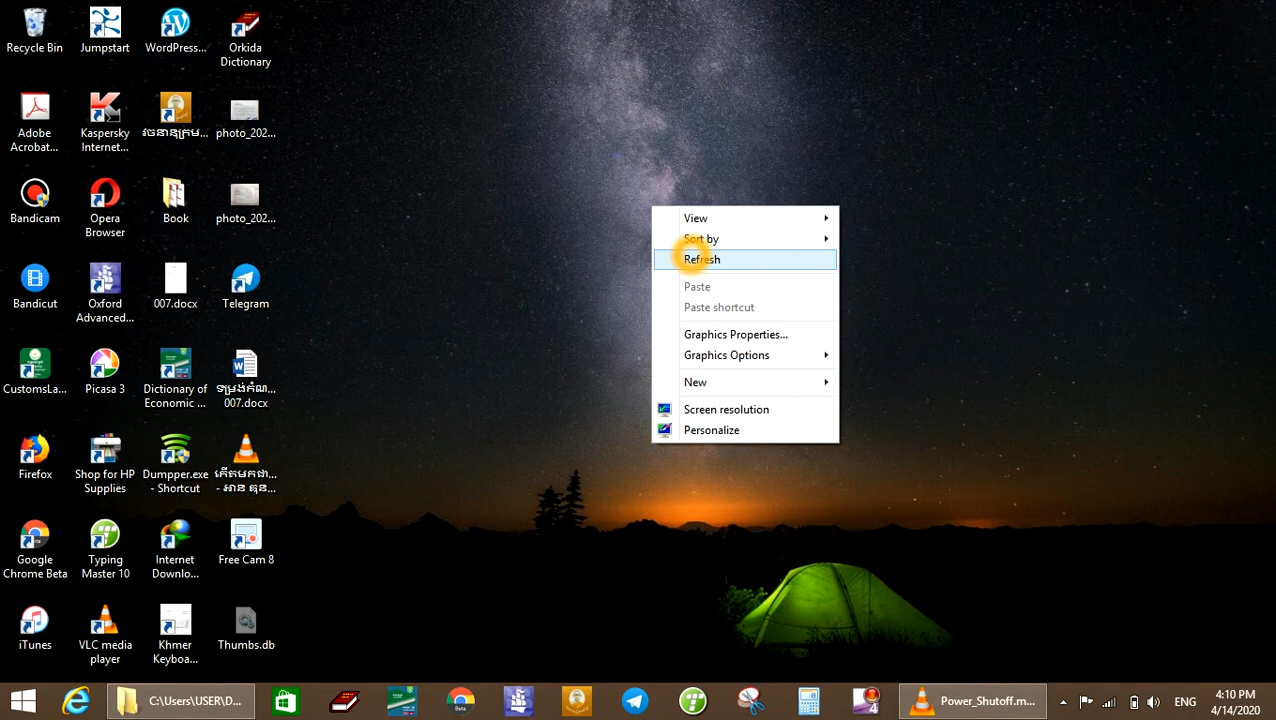 Recycle Bin
Jumpstart
WordPress...
Orkida
Dictionary
Adobe
Acrobat...
Kaspersky
Internet...
photo_202...
Bandicam
Opera
Browser
Book
photo_202...
Bandicut
Oxford
Advanced...
007.docx
Telegram
CustomsLa...
Picasa 3
Dictionary of
Economic ...
007.docx
Firefox
Shop for HP
Supplies
Dumpper.exe
- Shortcut
Google
Chrome Beta
Typing
Master 10
Internet
Downlo...
Free Cam 8
iTunes
VLC media
player
Khmer
Keyboa...
Thumbs.db
View
Sort by
Refresh
Paste
Paste shortcut
Graphics Properties...
Graphics Options
New
Screen resolution
Personalize
C:\Users\USER\D...
Beta
4
Power_Shutoff.m...
ENG
4:10 PM
4/14/2020